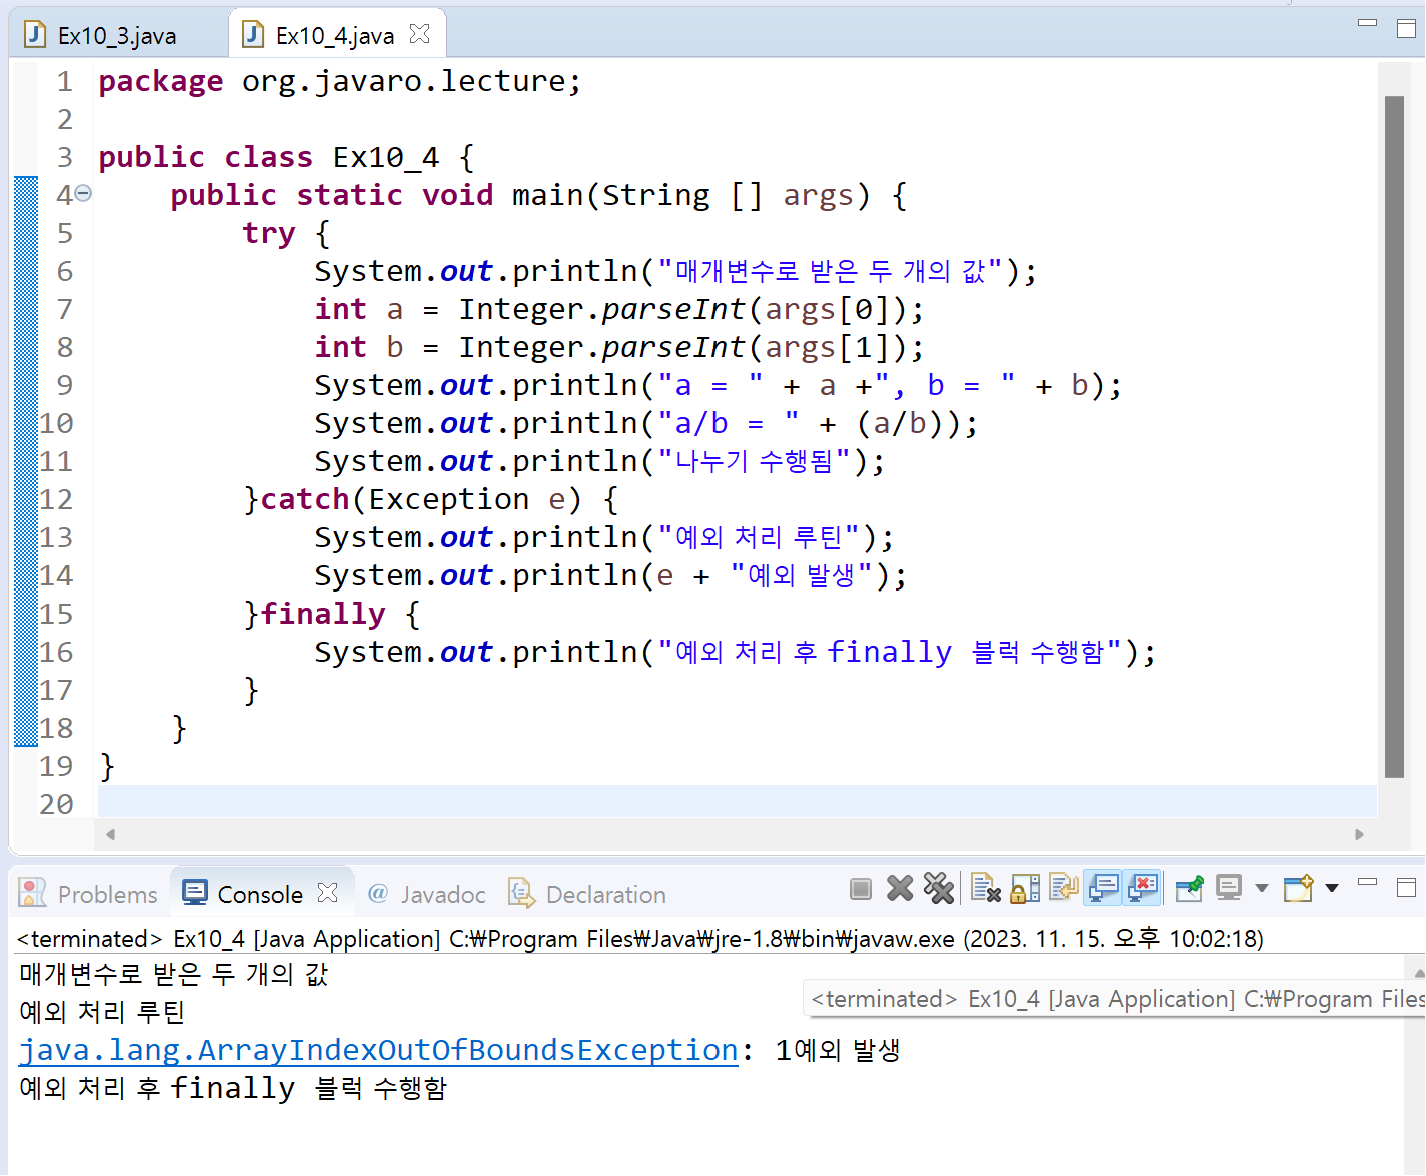 Ex10_3.java Ex10_4.java
1 package org.javaro.lecture;
2
3 public class Ex10_4 {
4 public static void main(String [] args) {
5 try {
6 System.out.println("매개변수로 받은 두 개의 값");
7 int a = Integer.parseInt(args[0]);
8 int b = Integer.parseInt(args[1]);
9 System.out.println("a = " + a +", b = " + b);
10 System.out.println("a/b = " + (a/b));
11 System.out.println("나누기 수행됨");
12 }catch(Exception e) {
13 System.out.println("예외 처리 루틴");
14 System.out.println(e + "예외 발생");
15 }finally {
16 System.out.println("예외 처리 후 finally 블럭 수행함");
17 }
18 }
19 }
20
Problems Console @ Javadoc Declaration
<terminated> Ex10_4 [Java Application] C:₩Program Files₩Java₩jre-1.8₩bin₩javaw.exe (2023. 11. 15. 오후 10:02:18)
매개변수로 받은 두 개의 값
<terminated> Ex10_4 [Java Application] C:₩Program Files
예외 처리 루틴
java.lang.ArrayIndexOutOfBoundsException: 1예외 발생
예외 처리 후 finally 블럭 수행함